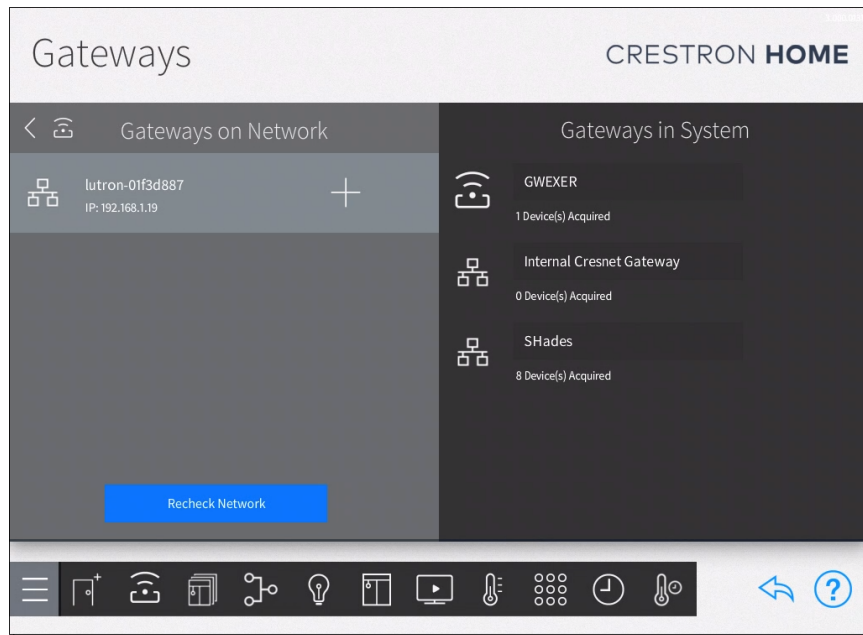 Gateways
CRESTRON HOME
Gateways on Network
lutron-01f3d887
IP: 192.168.1.19
Recheck Network
Gateways in System
GWEXER
1 Device(s) Acquired
Internal Cresnet Gateway
0 Device(s) Acquired
SHades
8 Device(s) Acquired
?